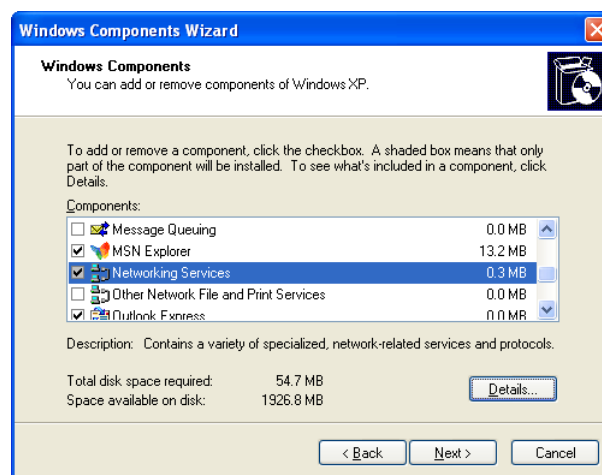 Windows Components Wizard
Windows Components
You can add or remove components of Windows XP.
To add or remove a component, click the checkbox. A shaded box means that only
part of the component will be installed. To see what's included in a component, click
Details.
Components:
Message Queuing 0.0 MB
MSN Explorer 13.2 MB
Networking Services 0.3 MB
Other Network File and Print Services 0.0 MB
Outlook Express 0.0 MB
Description: Contains a variety of specialized, network-related services and protocols.
Total disk space required: 54.7 MB
Space available on disk: 1926.8 MB
Details...
< Back Next > Cancel